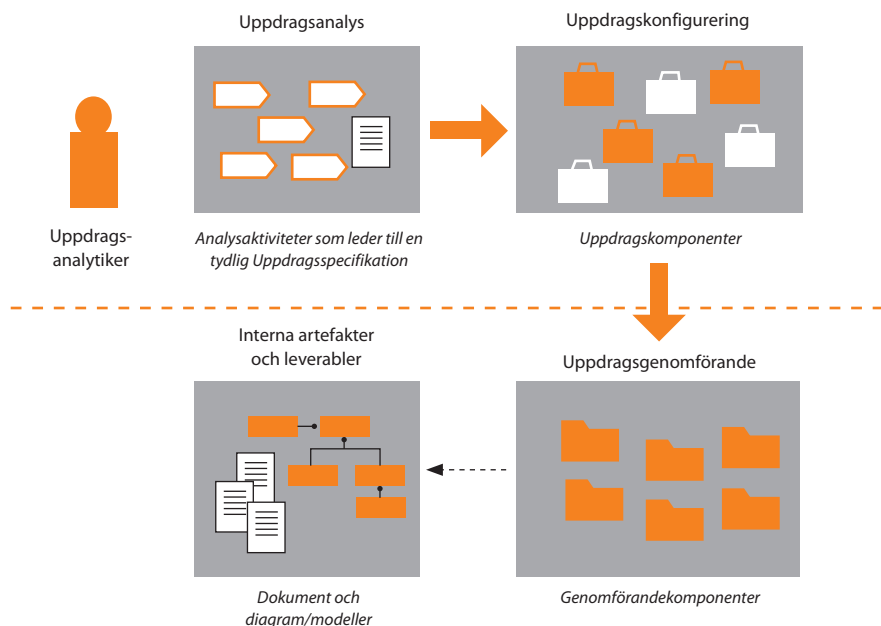 Uppdragsanalys
Uppdragskonfigurering
Uppdrags-
analytiker
Analysaktiviteter som leder till en
tydlig Uppdragsspecifikation
Uppdragskomponenter
Interna artefakter
och leverabler
Uppdragsgenomförande
Dokument och
diagram/modeller
Genomförandekomponenter